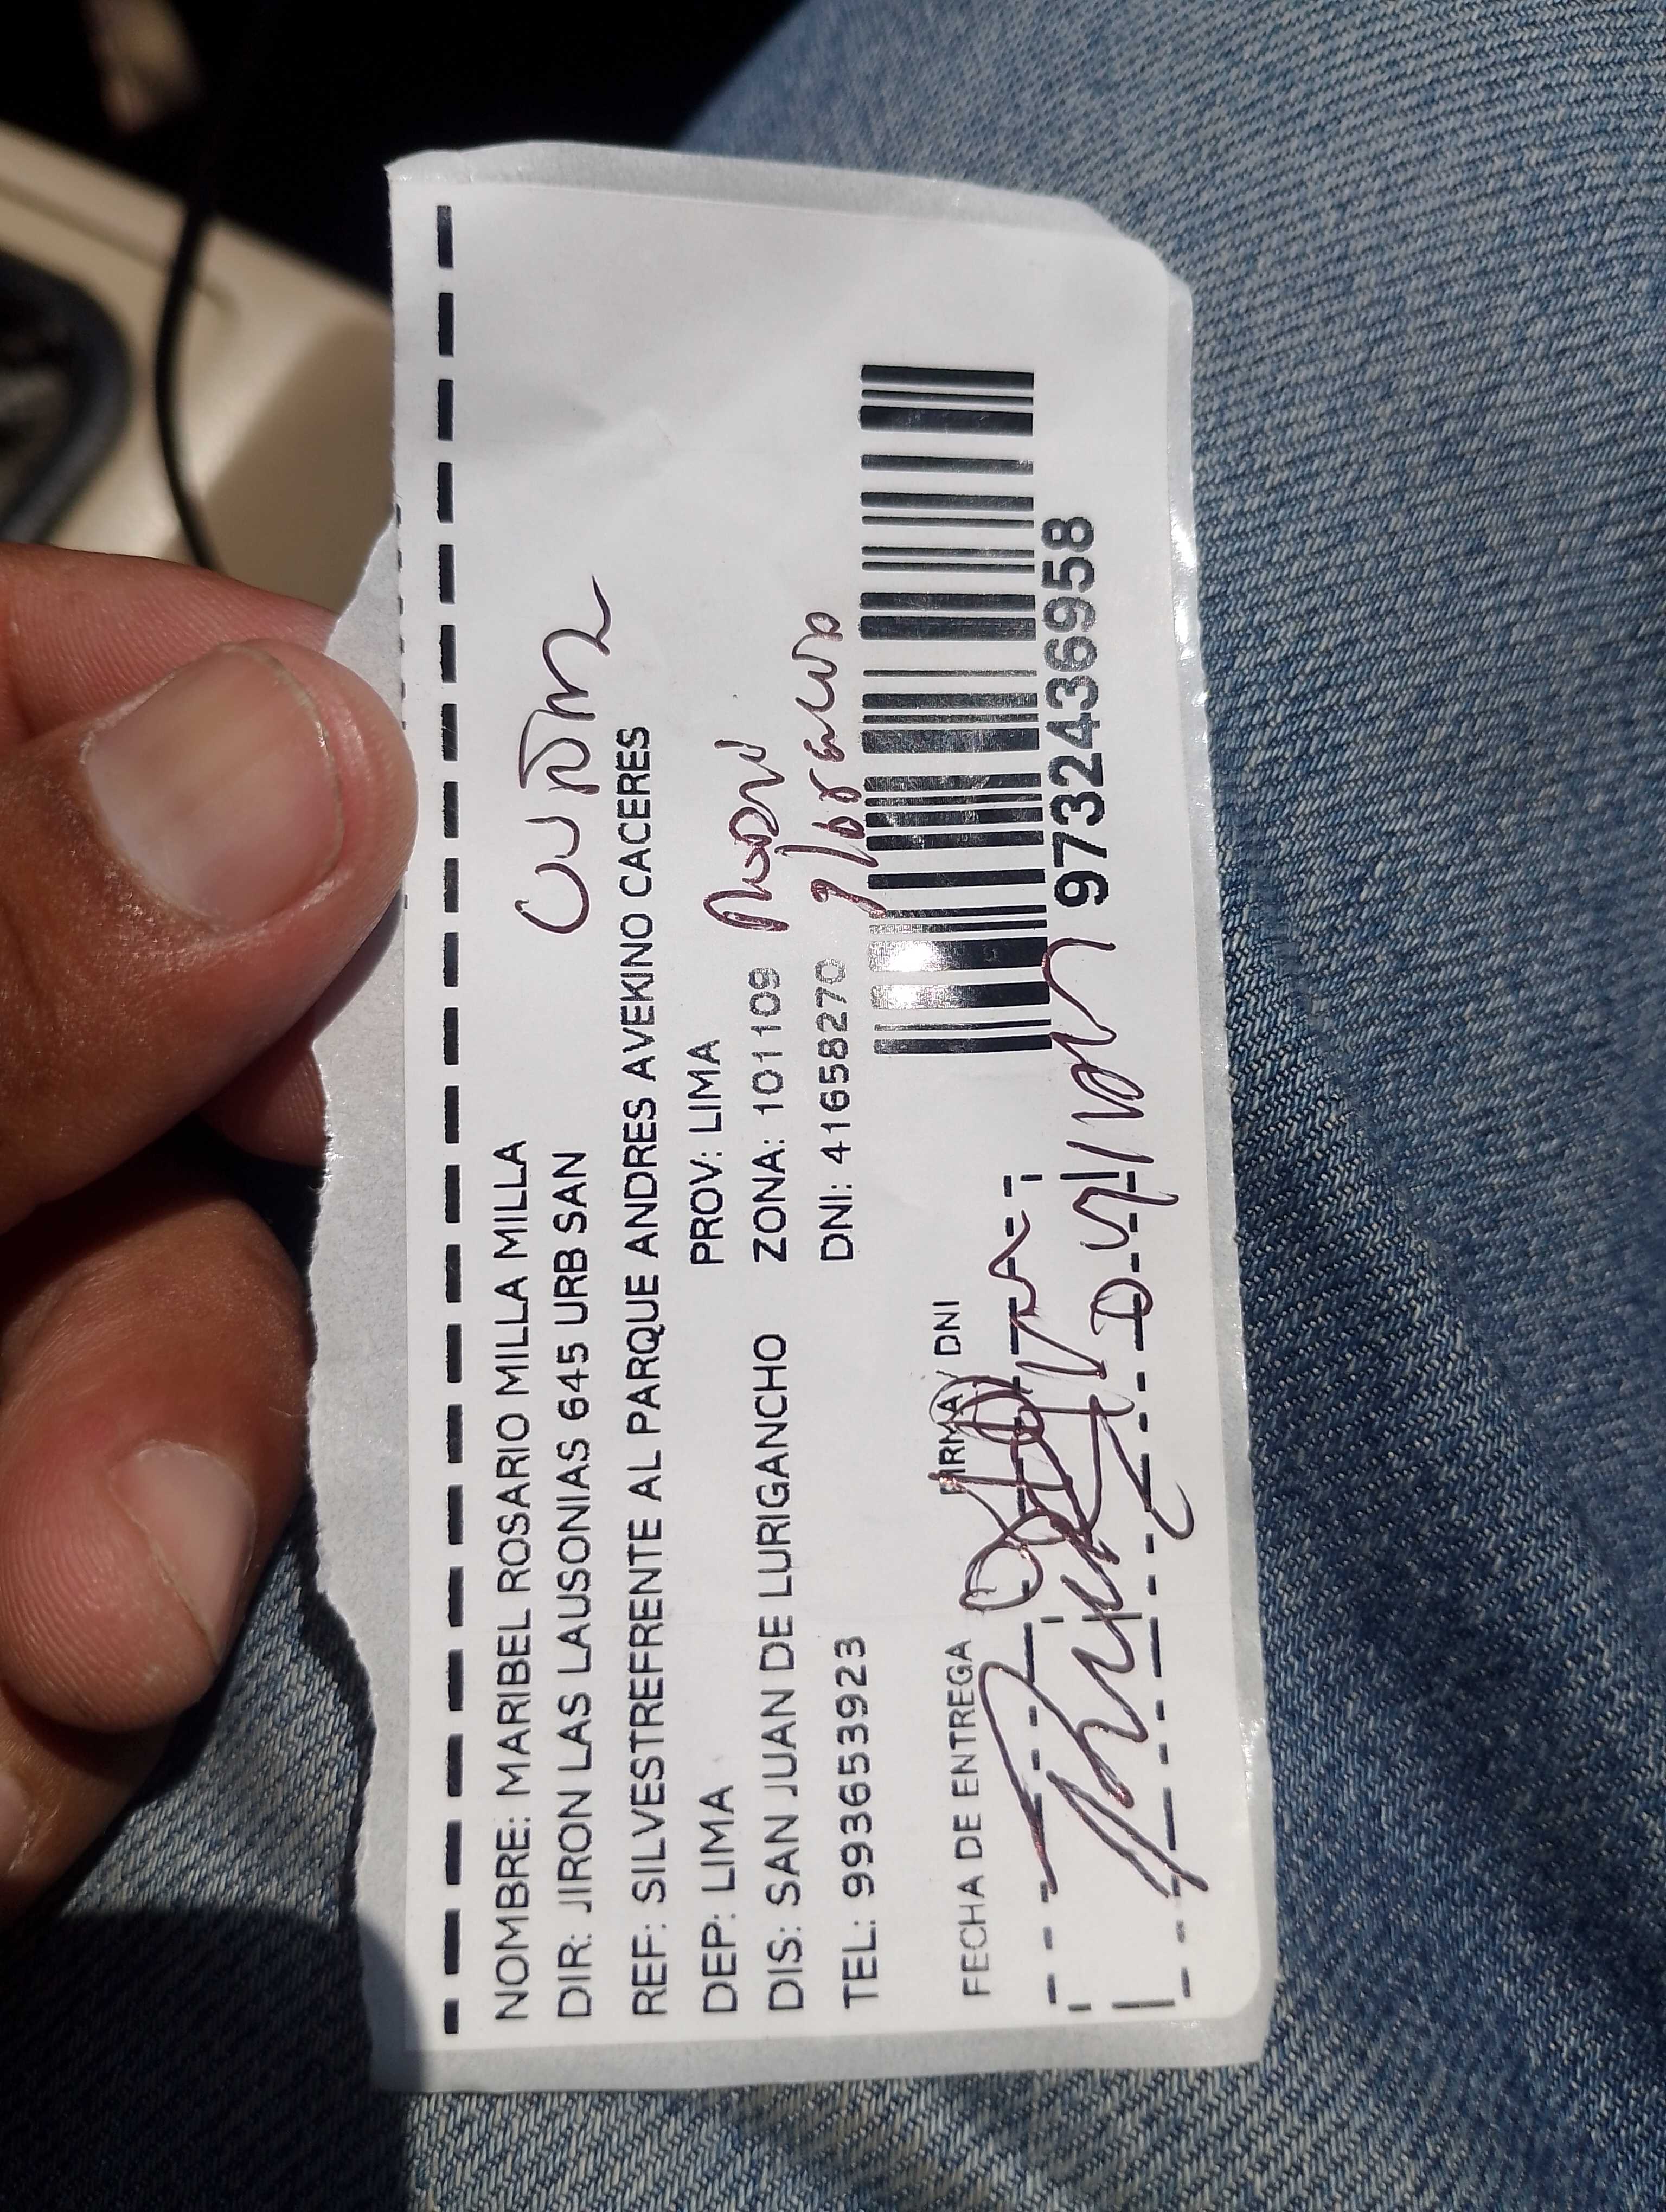 NOMBRE: MARIBEL ROSARIO MILLA MILLA
DIR: JIRON LAS LAUSONIAS 645 URB SAN
REF: SILVESTREFRENTE AL PARQUE ANDRES AVEKINO CACERES
DEP: LIMA PROV: LIMA
DIS: SAN JUAN DE LURIGANCHO ZONA: 101109
TEL: 993653923 DNI: 41658270
FECHA DE ENTREGA FIRMA/ DNI
9732436958